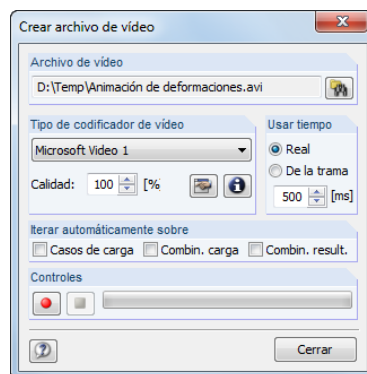 Crear archivo de vídeo
Archivo de vídeo
D:\Temp\Animación de deformaciones.avi
Tipo de codificador de vídeo
Usar tiempo
Microsoft Video 1
Real
De la trama
Calidad: 100 [%
500 [ms]
Iterar automáticamente sobre
Casos de carga Combin. carga Combin. result.
Controles
Cerrar